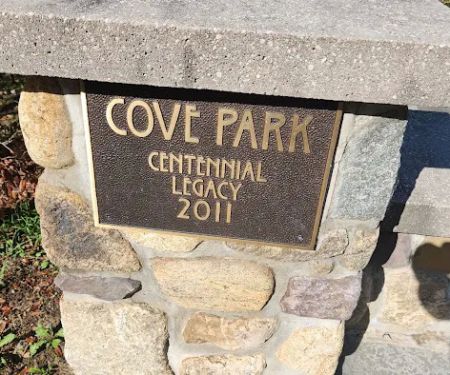 COVE PARK
CENTENNIAL
LEGACY
2011